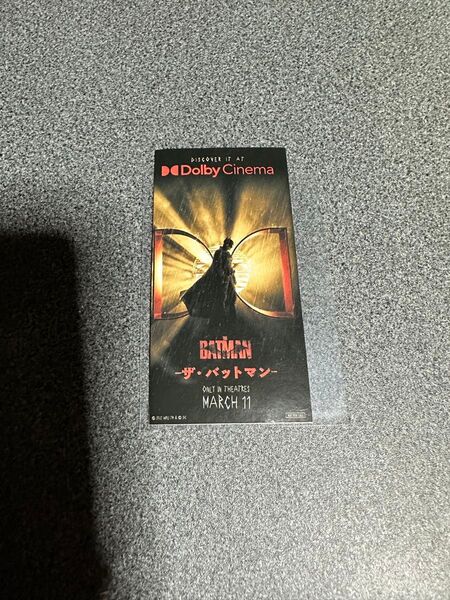 DISCOVER IT AT
Dolby Cinema
THE BATMAN
-ザ・バットマン-
ONLY IN THEATRES
MARCH 11